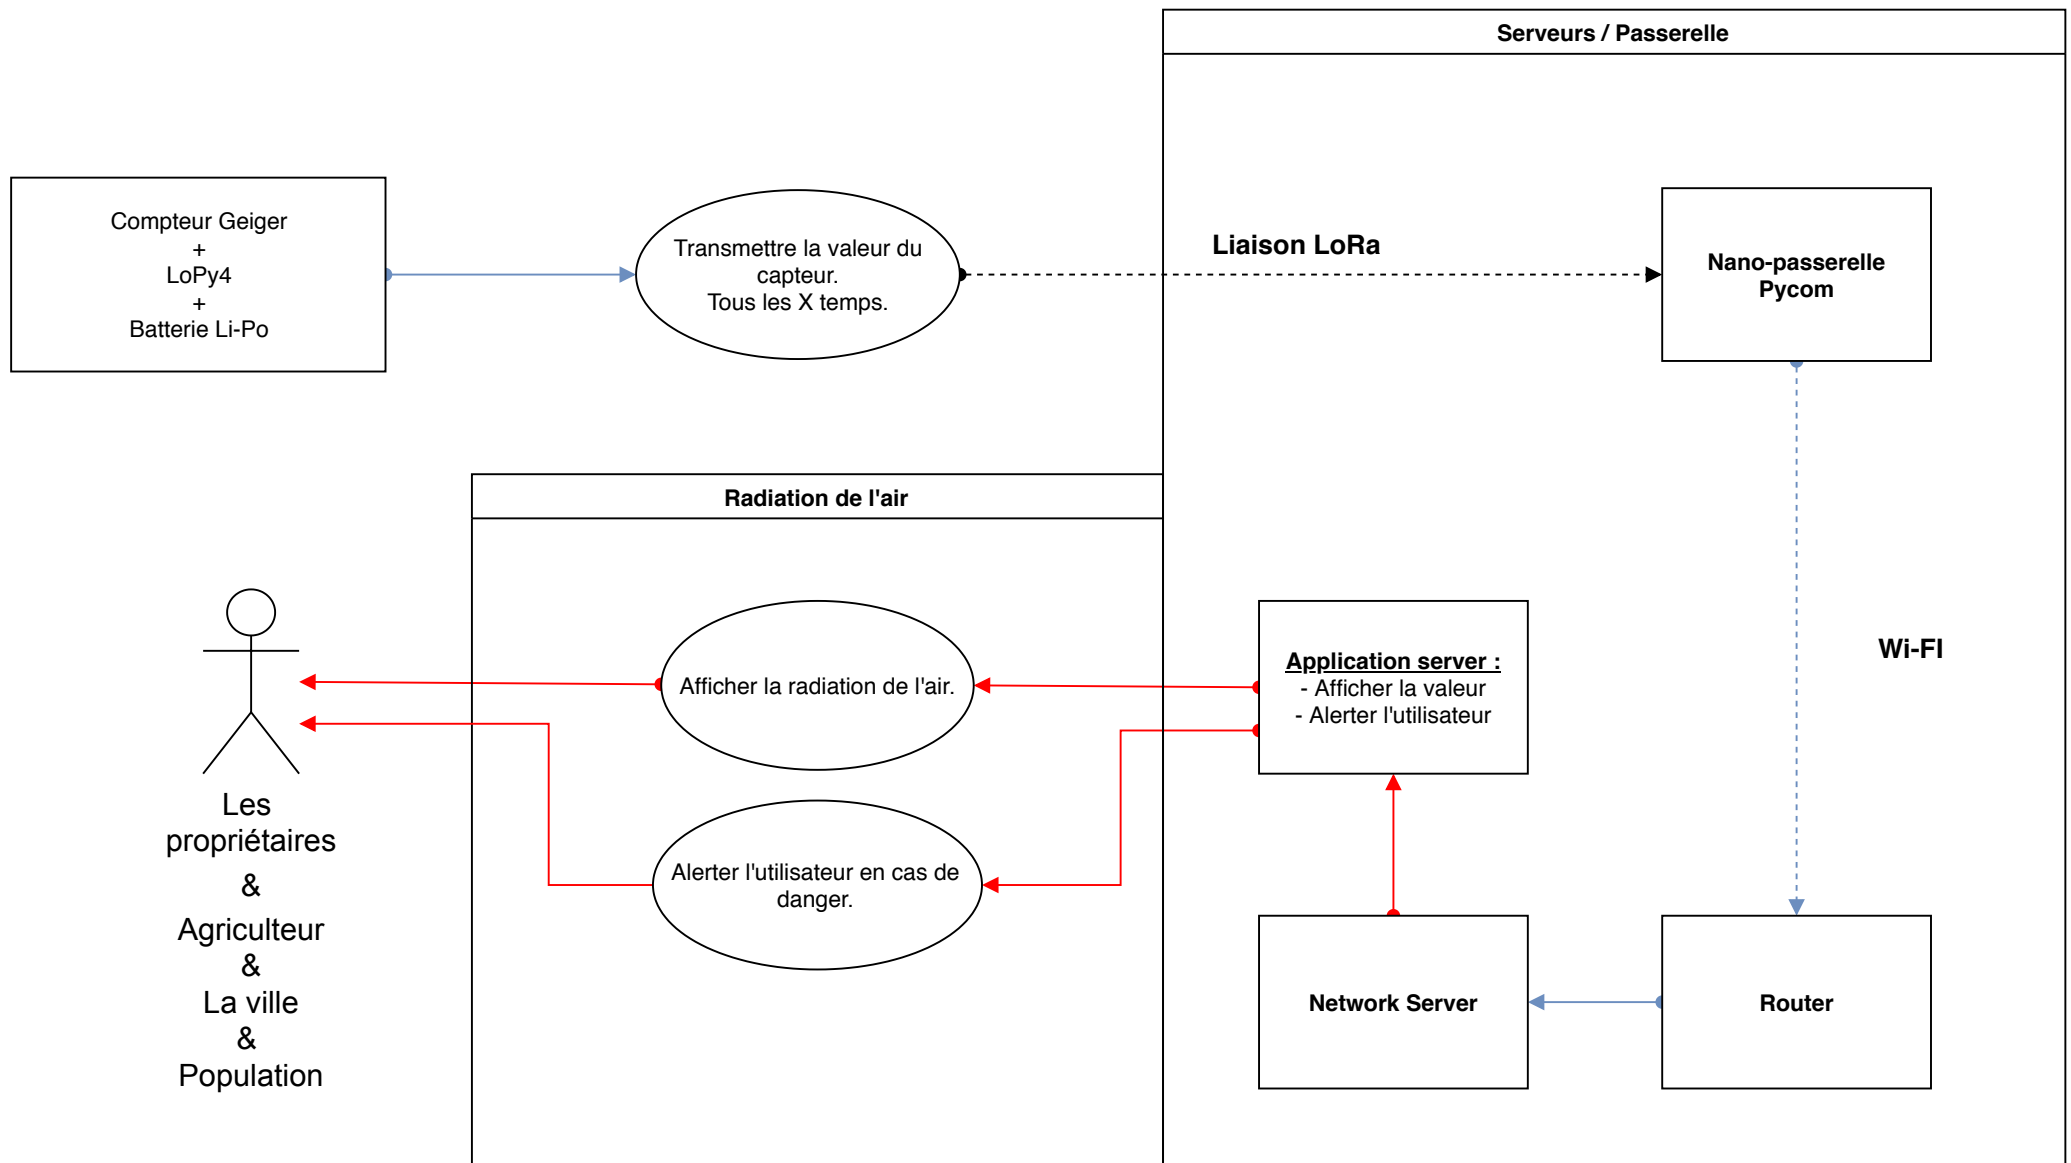 Serveurs / Passerelle
Compteur Geiger
+
LoPy4
+
Batterie Li-Po
Transmettre la valeur du
capteur.
Tous les X temps.
Liaison LoRa
Nano-passerelle
Pycom
Wi-FI
Radiation de l'air
Afficher la radiation de l'air.
Alerter l'utilisateur en cas de
danger.
Application server :
- Afficher la valeur
- Alerter l'utilisateur
Network Server
Router
Les
propriétaires
&
Agriculteur
&
La ville
&
Population